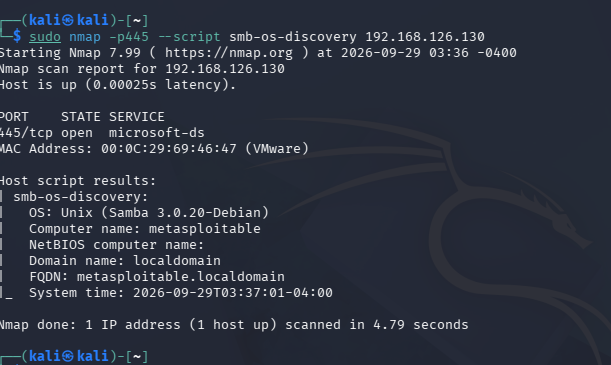 ┌──(kali㉿kali)-[~]
└─$ sudo nmap -p445 --script smb-os-discovery 192.168.126.130
Starting Nmap 7.99 ( https://nmap.org ) at 2026-09-29 03:36 -0400
Nmap scan report for 192.168.126.130
Host is up (0.00025s latency).

PORT    STATE SERVICE
445/tcp open  microsoft-ds
MAC Address: 00:0C:29:69:46:47 (VMware)

Host script results:
| smb-os-discovery:
|   OS: Unix (Samba 3.0.20-Debian)
|   Computer name: metasploitable
|   NetBIOS computer name:
|   Domain name: localdomain
|   FQDN: metasploitable.localdomain
|_  System time: 2026-09-29T03:37:01-04:00

Nmap done: 1 IP address (1 host up) scanned in 4.79 seconds

┌──(kali㉿kali)-[~]